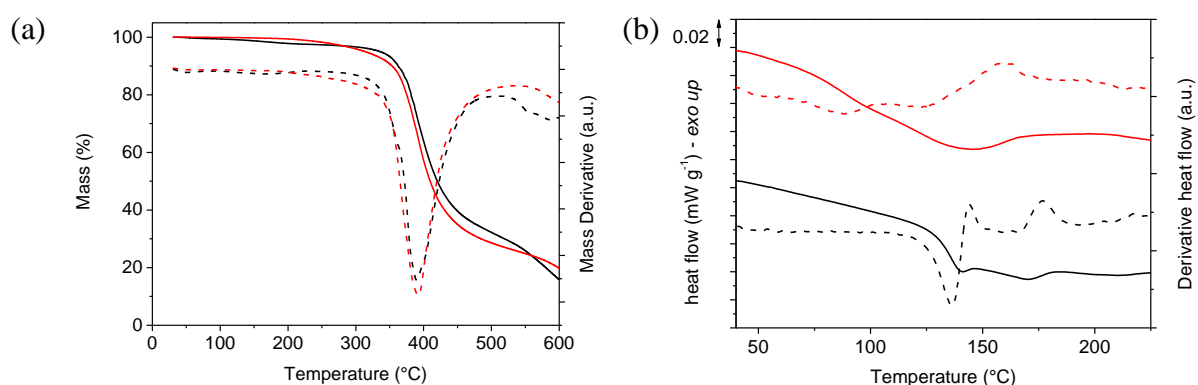 (a)
100
80
60
40
20
0
Mass (%)
0 100 200 300 400 500 600
Temperature (°C)
Mass Derivative (a.u.)
(b)
0.02
heat flow (mW g⁻¹) - exo up
50 100 150 200
Temperature (°C)
Derivative heat flow (a.u.)